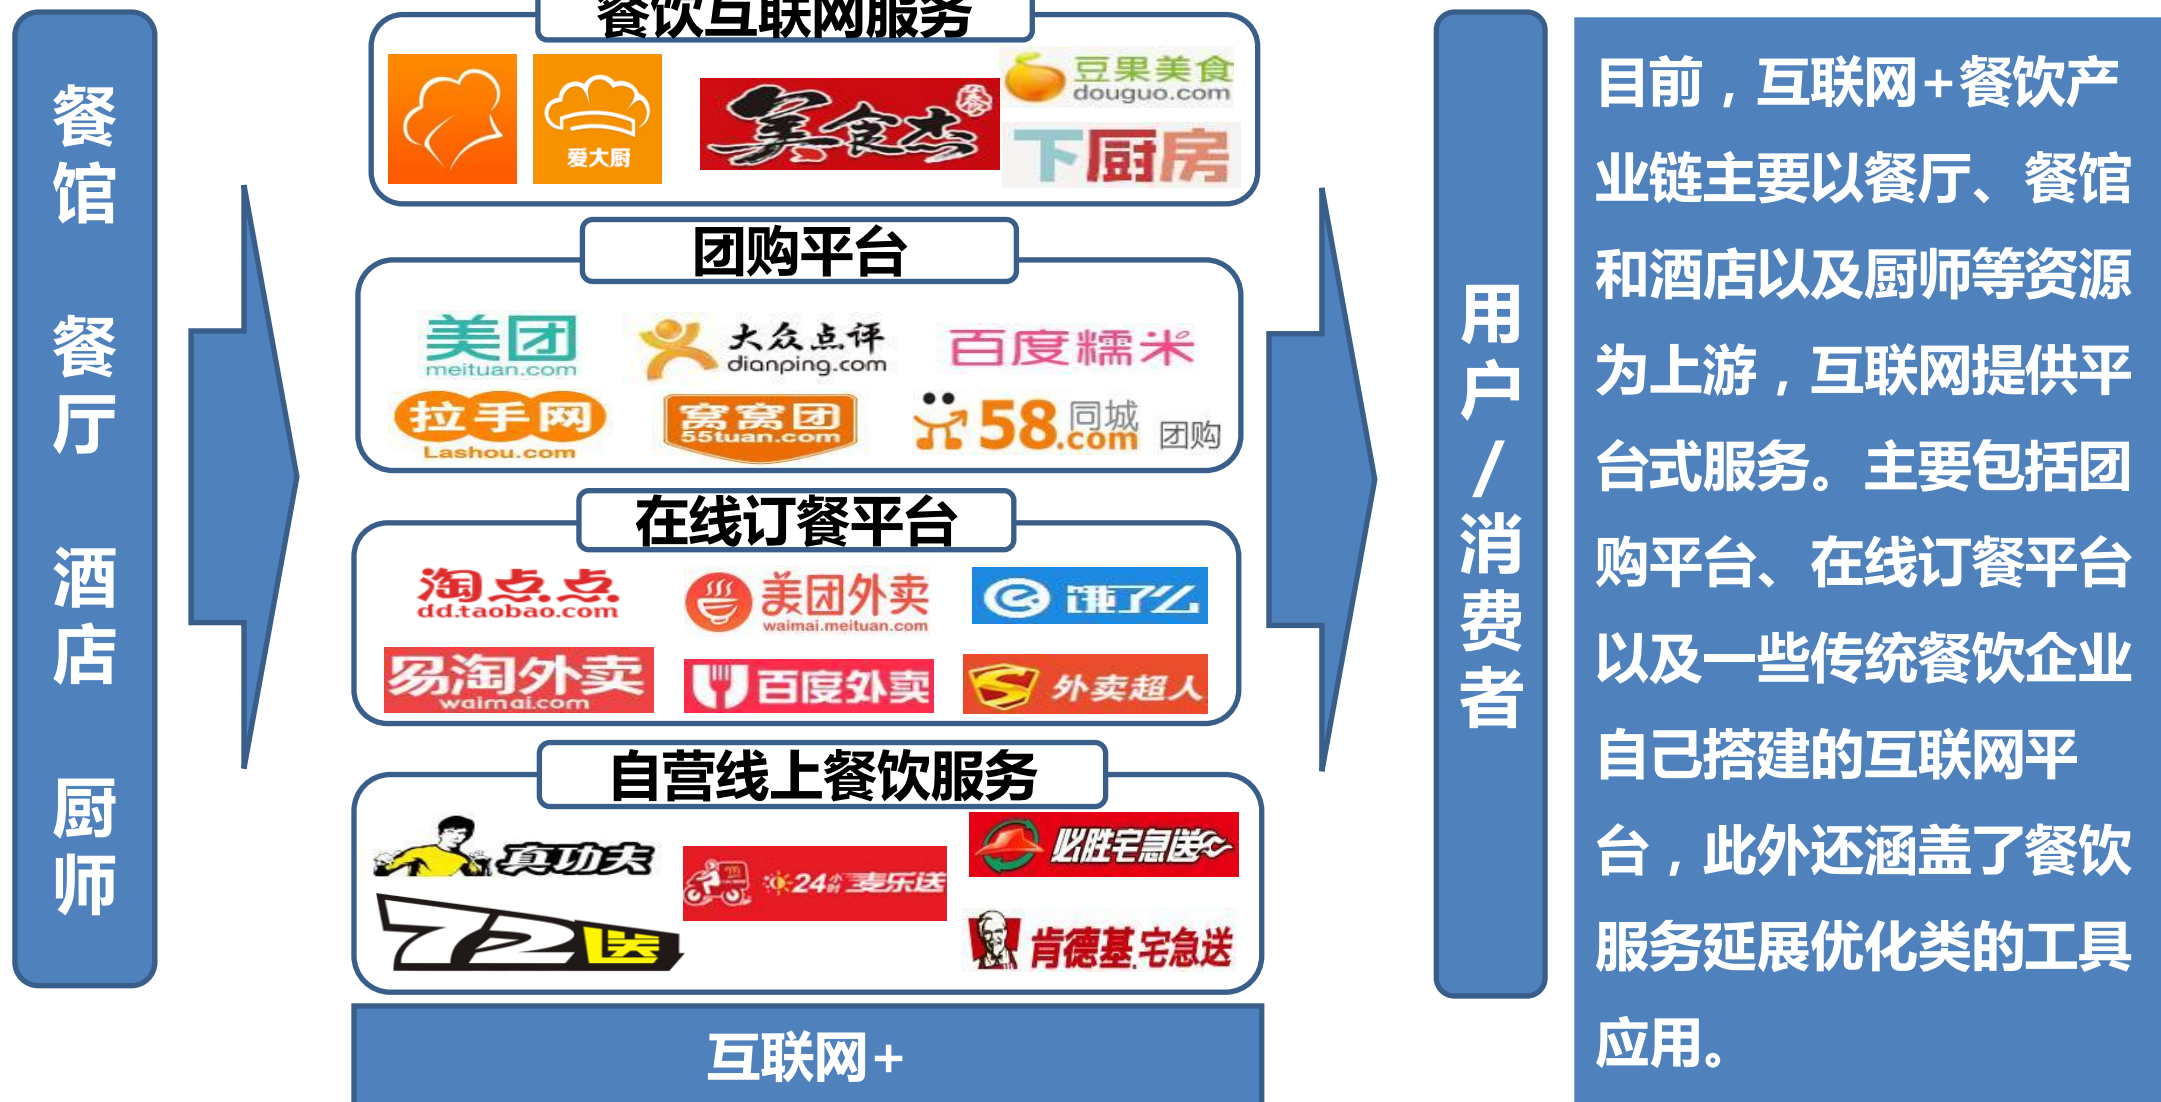 餐馆
餐厅
酒店
厨师
餐饮互联网服务
爱大厨
美食杰
豆果美食
douguo.com
下厨房
团购平台
美团
meituan.com
大众点评
dianping.com
百度糯米
拉手网
Lashou.com
窝窝团
55tuan.com
58同城
.com
团购
在线订餐平台
淘点点
dd.taobao.com
美团外卖
waimai.meituan.com
饿了么
易淘外卖
waimai.com
百度外卖
外卖超人
自营线上餐饮服务
真功夫
24小时麦乐送
必胜宅急送
72送
肯德基宅急送
互联网+
用户/消费者
目前，互联网+餐饮产
业链主要以餐厅、餐馆
和酒店以及厨师等资源
为上游，互联网提供平
台式服务。主要包括团
购平台、在线订餐平台
以及一些传统餐饮企业
自己搭建的互联网平
台，此外还涵盖了餐饮
服务延展优化类的工具
应用。